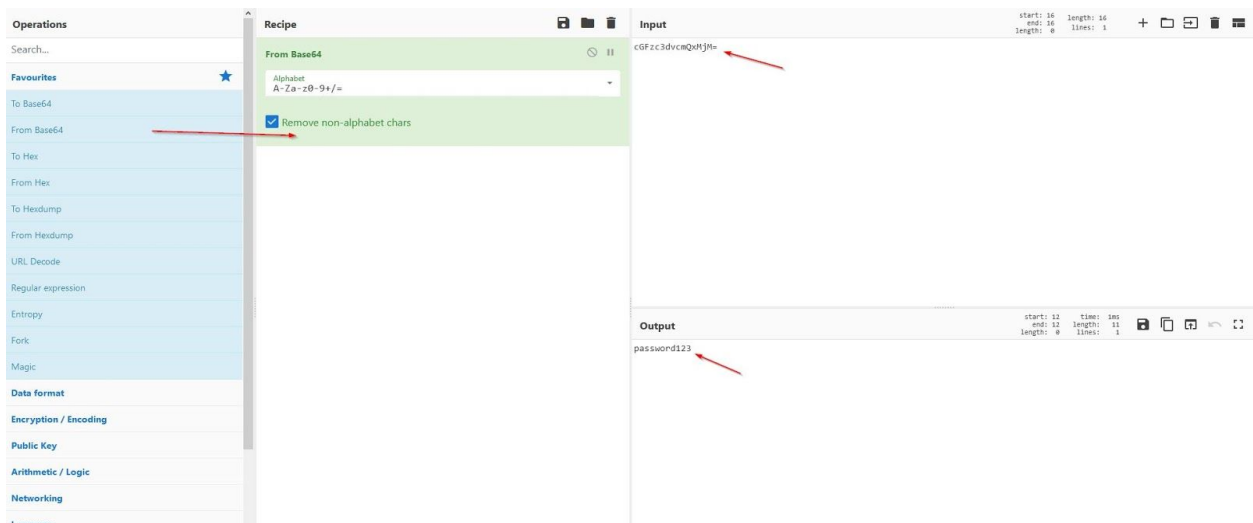 Operations
Search...
Favourites
To Base64
From Base64
To Hex
From Hex
To Hexdump
From Hexdump
URL Decode
Regular expression
Entropy
Fork
Magic
Data format
Encryption / Encoding
Public Key
Arithmetic / Logic
Networking
Recipe
From Base64
Alphabet
A-Za-z0-9+/=
Remove non-alphabet chars
Input
start: 16
end: 16
length: 0
length: 16
lines: 1
cGFzc3dvcmQxMjM=
Output
start: 12
end: 12
length: 0
time: 1ms
length: 11
lines: 1
password123